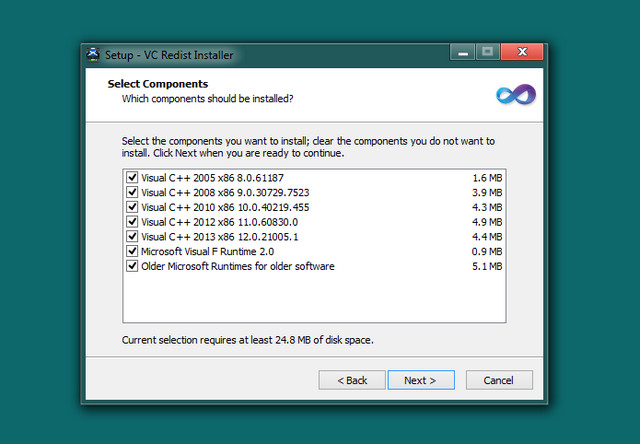 Setup - VC Redist Installer
Select Components
Which components should be installed?
Select the components you want to install; clear the components you do not want to
install. Click Next when you are ready to continue.
Visual C++ 2005 x86 8.0.61187 1.6 MB
Visual C++ 2008 x86 9.0.30729.7523 3.9 MB
Visual C++ 2010 x86 10.0.40219.455 4.3 MB
Visual C++ 2012 x86 11.0.60830.0 4.9 MB
Visual C++ 2013 x86 12.0.21005.1 4.4 MB
Microsoft Visual F Runtime 2.0 0.9 MB
Older Microsoft Runtimes for older software 5.1 MB
Current selection requires at least 24.8 MB of disk space.
< Back Next > Cancel